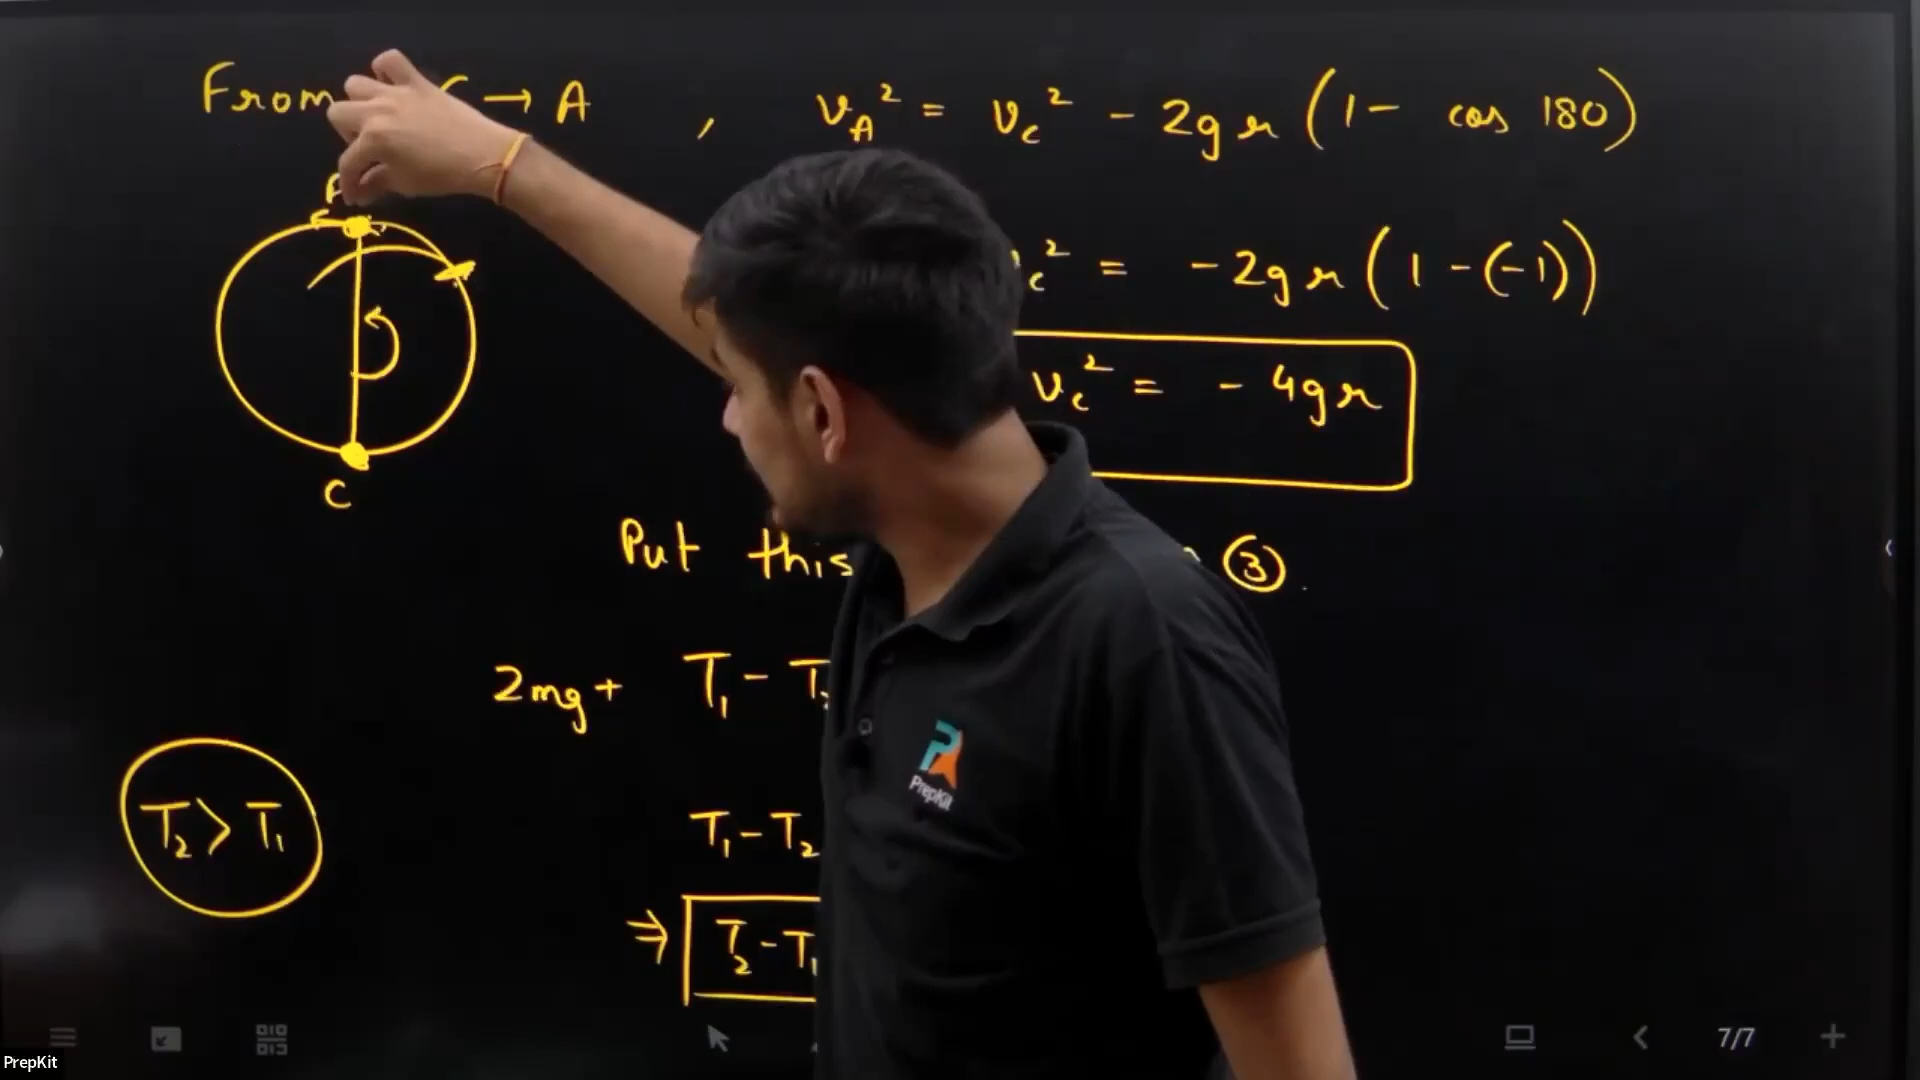 From → A , v_A² = v_c² - 2gr (1 - cos 180)
c² = -2gr (1 - (-1))
v_c² = -4gr
C
Put this ③.
2mg + T₁ -
T₂ > T₁
T₁ - T₂
⇒ T₂ - T₁
PrepKit
7/7
PrepKit